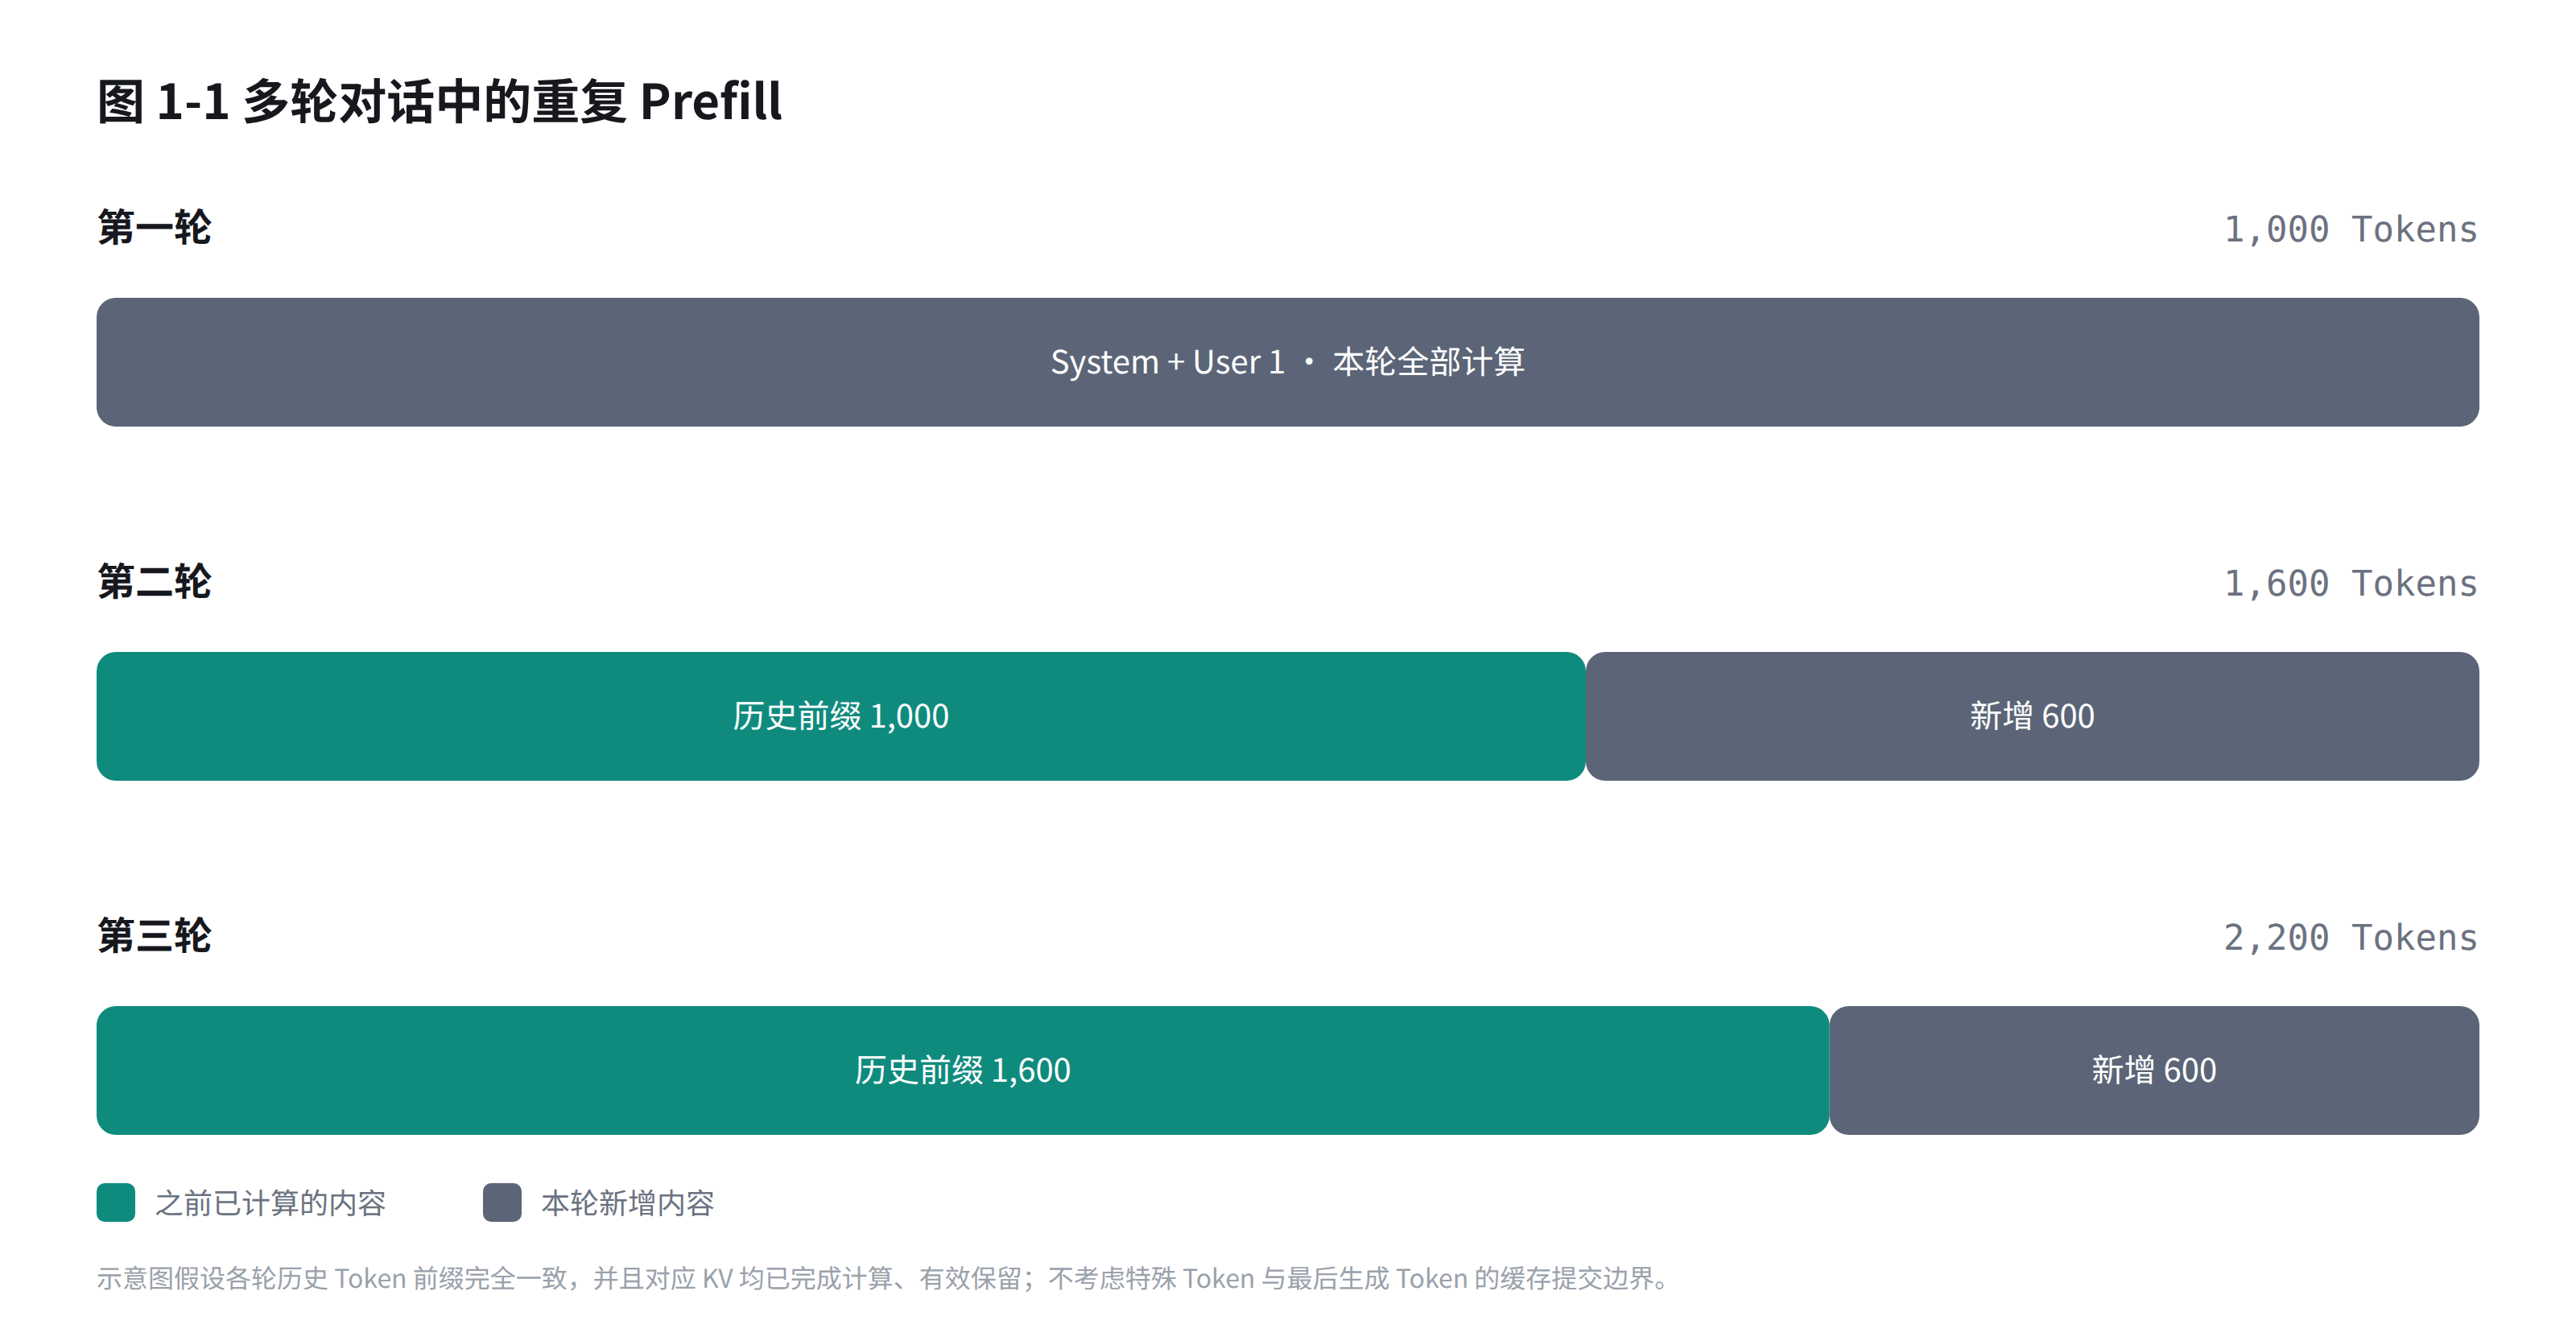 图 1-1 多轮对话中的重复 Prefill
第一轮
1,000 Tokens
System + User 1 · 本轮全部计算
第二轮
1,600 Tokens
历史前缀 1,000
新增 600
第三轮
2,200 Tokens
历史前缀 1,600
新增 600
之前已计算的内容
本轮新增内容
示意图假设各轮历史 Token 前缀完全一致，并且对应 KV 均已完成计算、有效保留；不考虑特殊 Token 与最后生成 Token 的缓存提交边界。